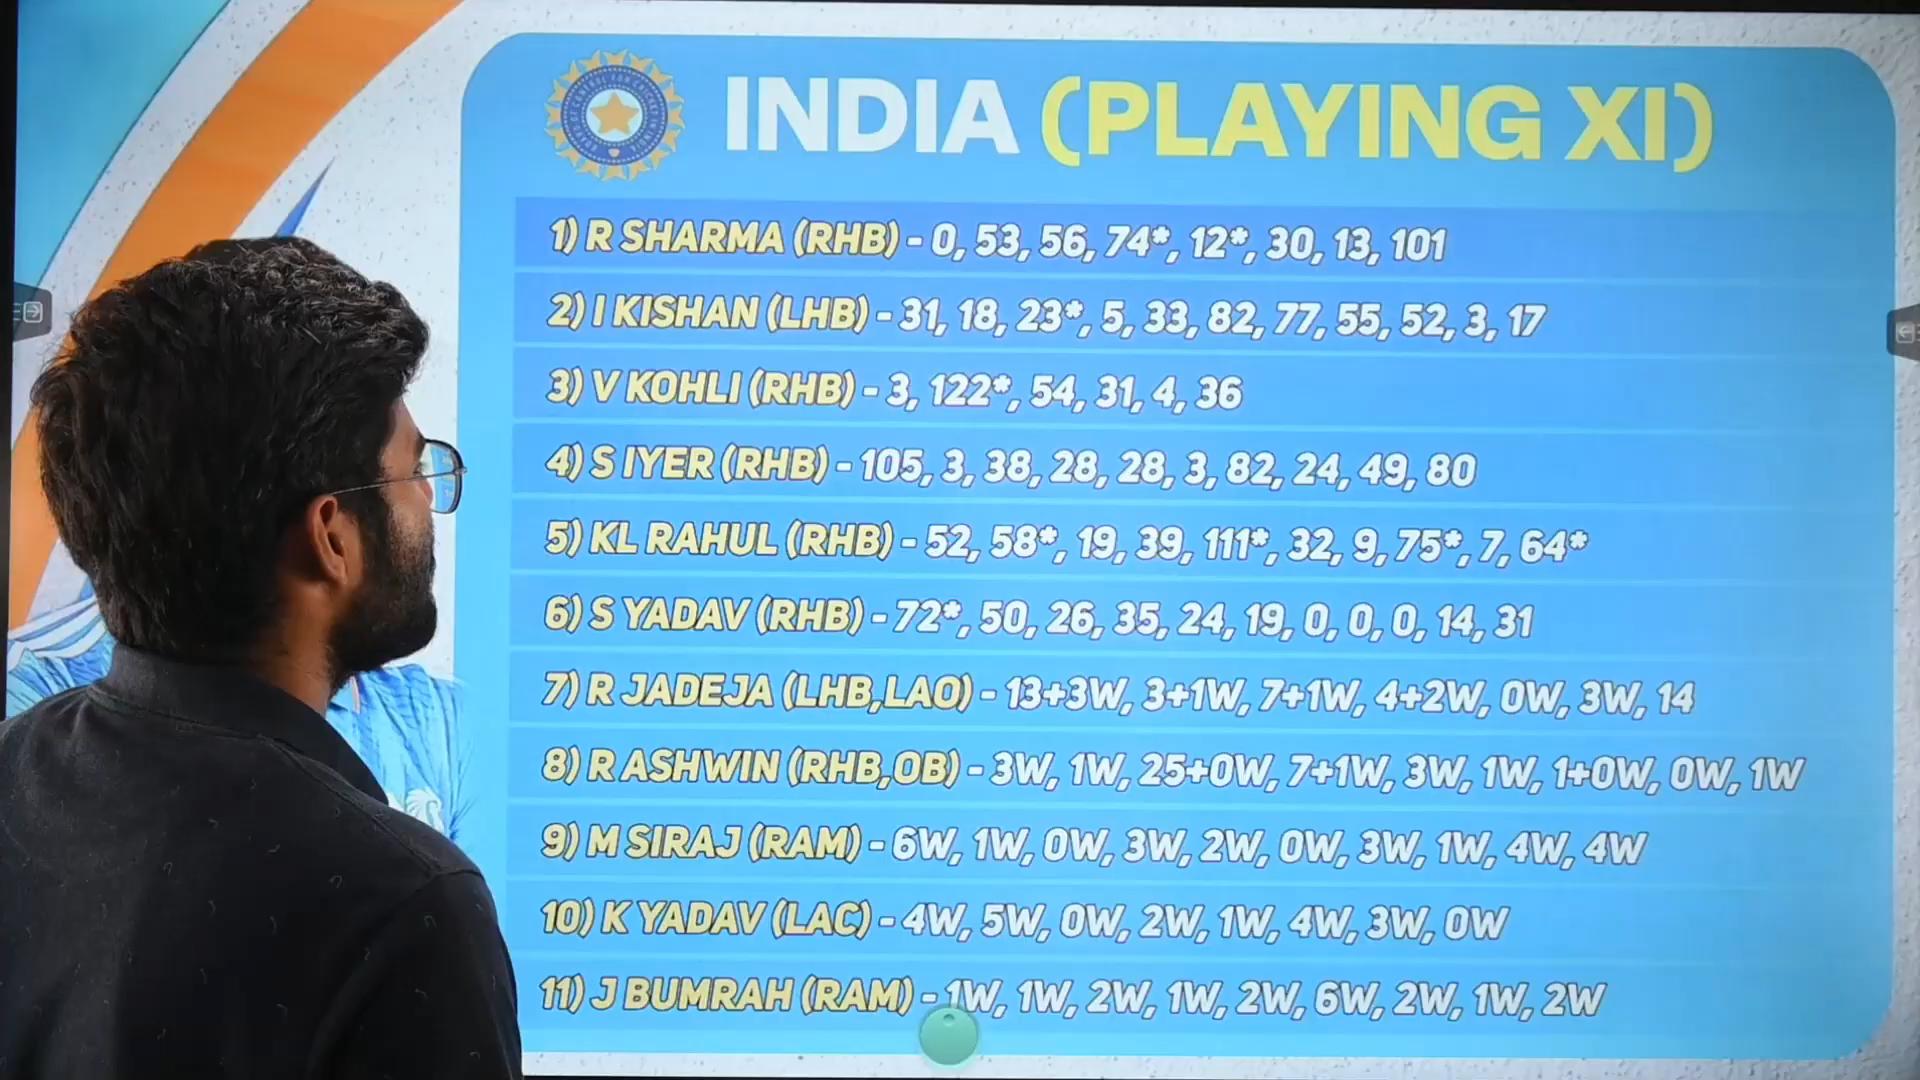 INDIA (PLAYING XI)
1) R SHARMA (RHB) - 0, 53, 56, 74*, 12*, 30, 13, 101
2) I KISHAN (LHB) - 31, 18, 23*, 5, 33, 82, 77, 55, 52, 3, 17
3) V KOHLI (RHB) - 3, 122*, 54, 31, 4, 36
4) S IYER (RHB) - 105, 3, 38, 28, 28, 3, 82, 24, 49, 80
5) KL RAHUL (RHB) - 52, 58*, 19, 39, 111*, 32, 9, 75*, 7, 64*
6) S YADAV (RHB) - 72*, 50, 26, 35, 24, 19, 0, 0, 0, 14, 31
7) R JADEJA (LHB,LAO) - 13+3W, 3+1W, 7+1W, 4+2W, 0W, 3W, 14
8) R ASHWIN (RHB,OB) - 3W, 1W, 25+0W, 7+1W, 3W, 1W, 1+0W, 0W, 1W
9) M SIRAJ (RAM) - 6W, 1W, 0W, 3W, 2W, 0W, 3W, 1W, 4W, 4W
10) K YADAV (LAC) - 4W, 5W, 0W, 2W, 1W, 4W, 3W, 0W
11) J BUMRAH (RAM) - 1W, 1W, 2W, 1W, 2W, 6W, 2W, 1W, 2W